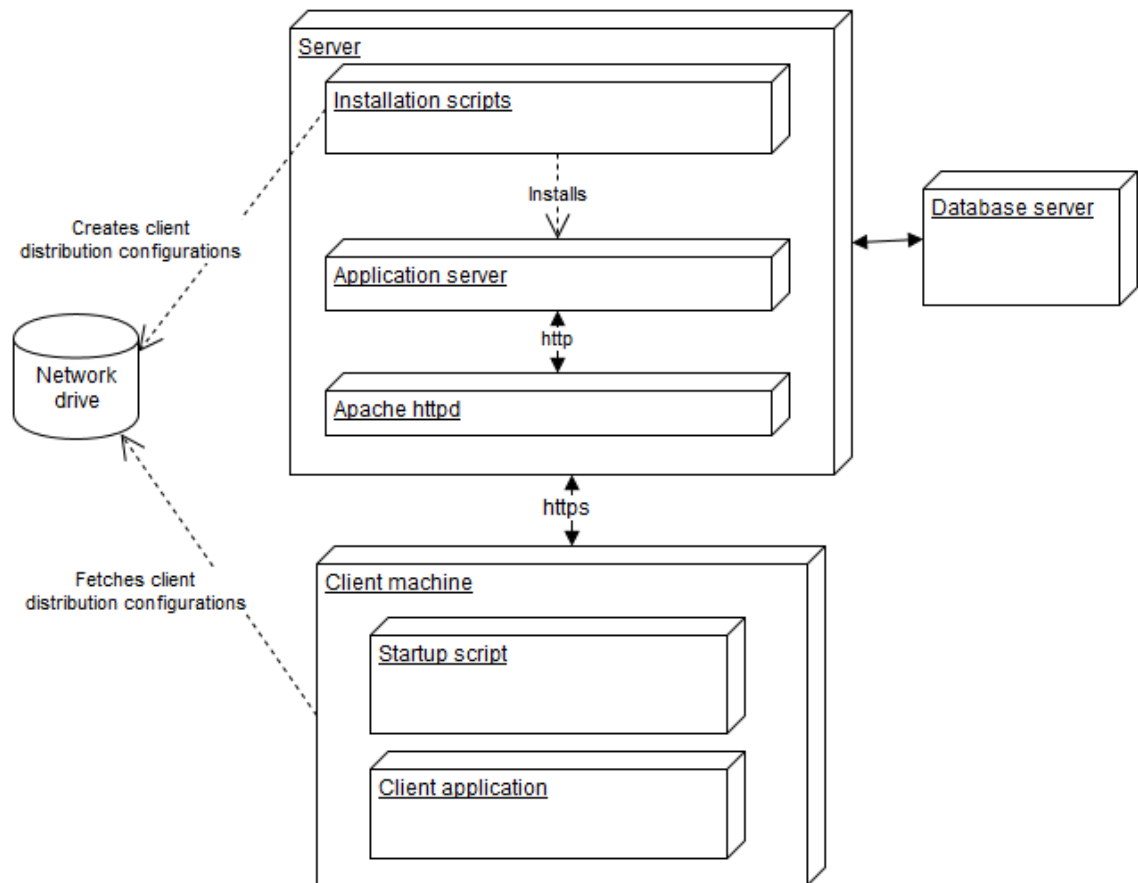 Server
Installation scripts
Installs
Creates client
distribution configurations
Database server
Application server
http
Network
drive
Apache httpd
https
Client machine
Fetches client
distribution configurations
Startup script
Client application